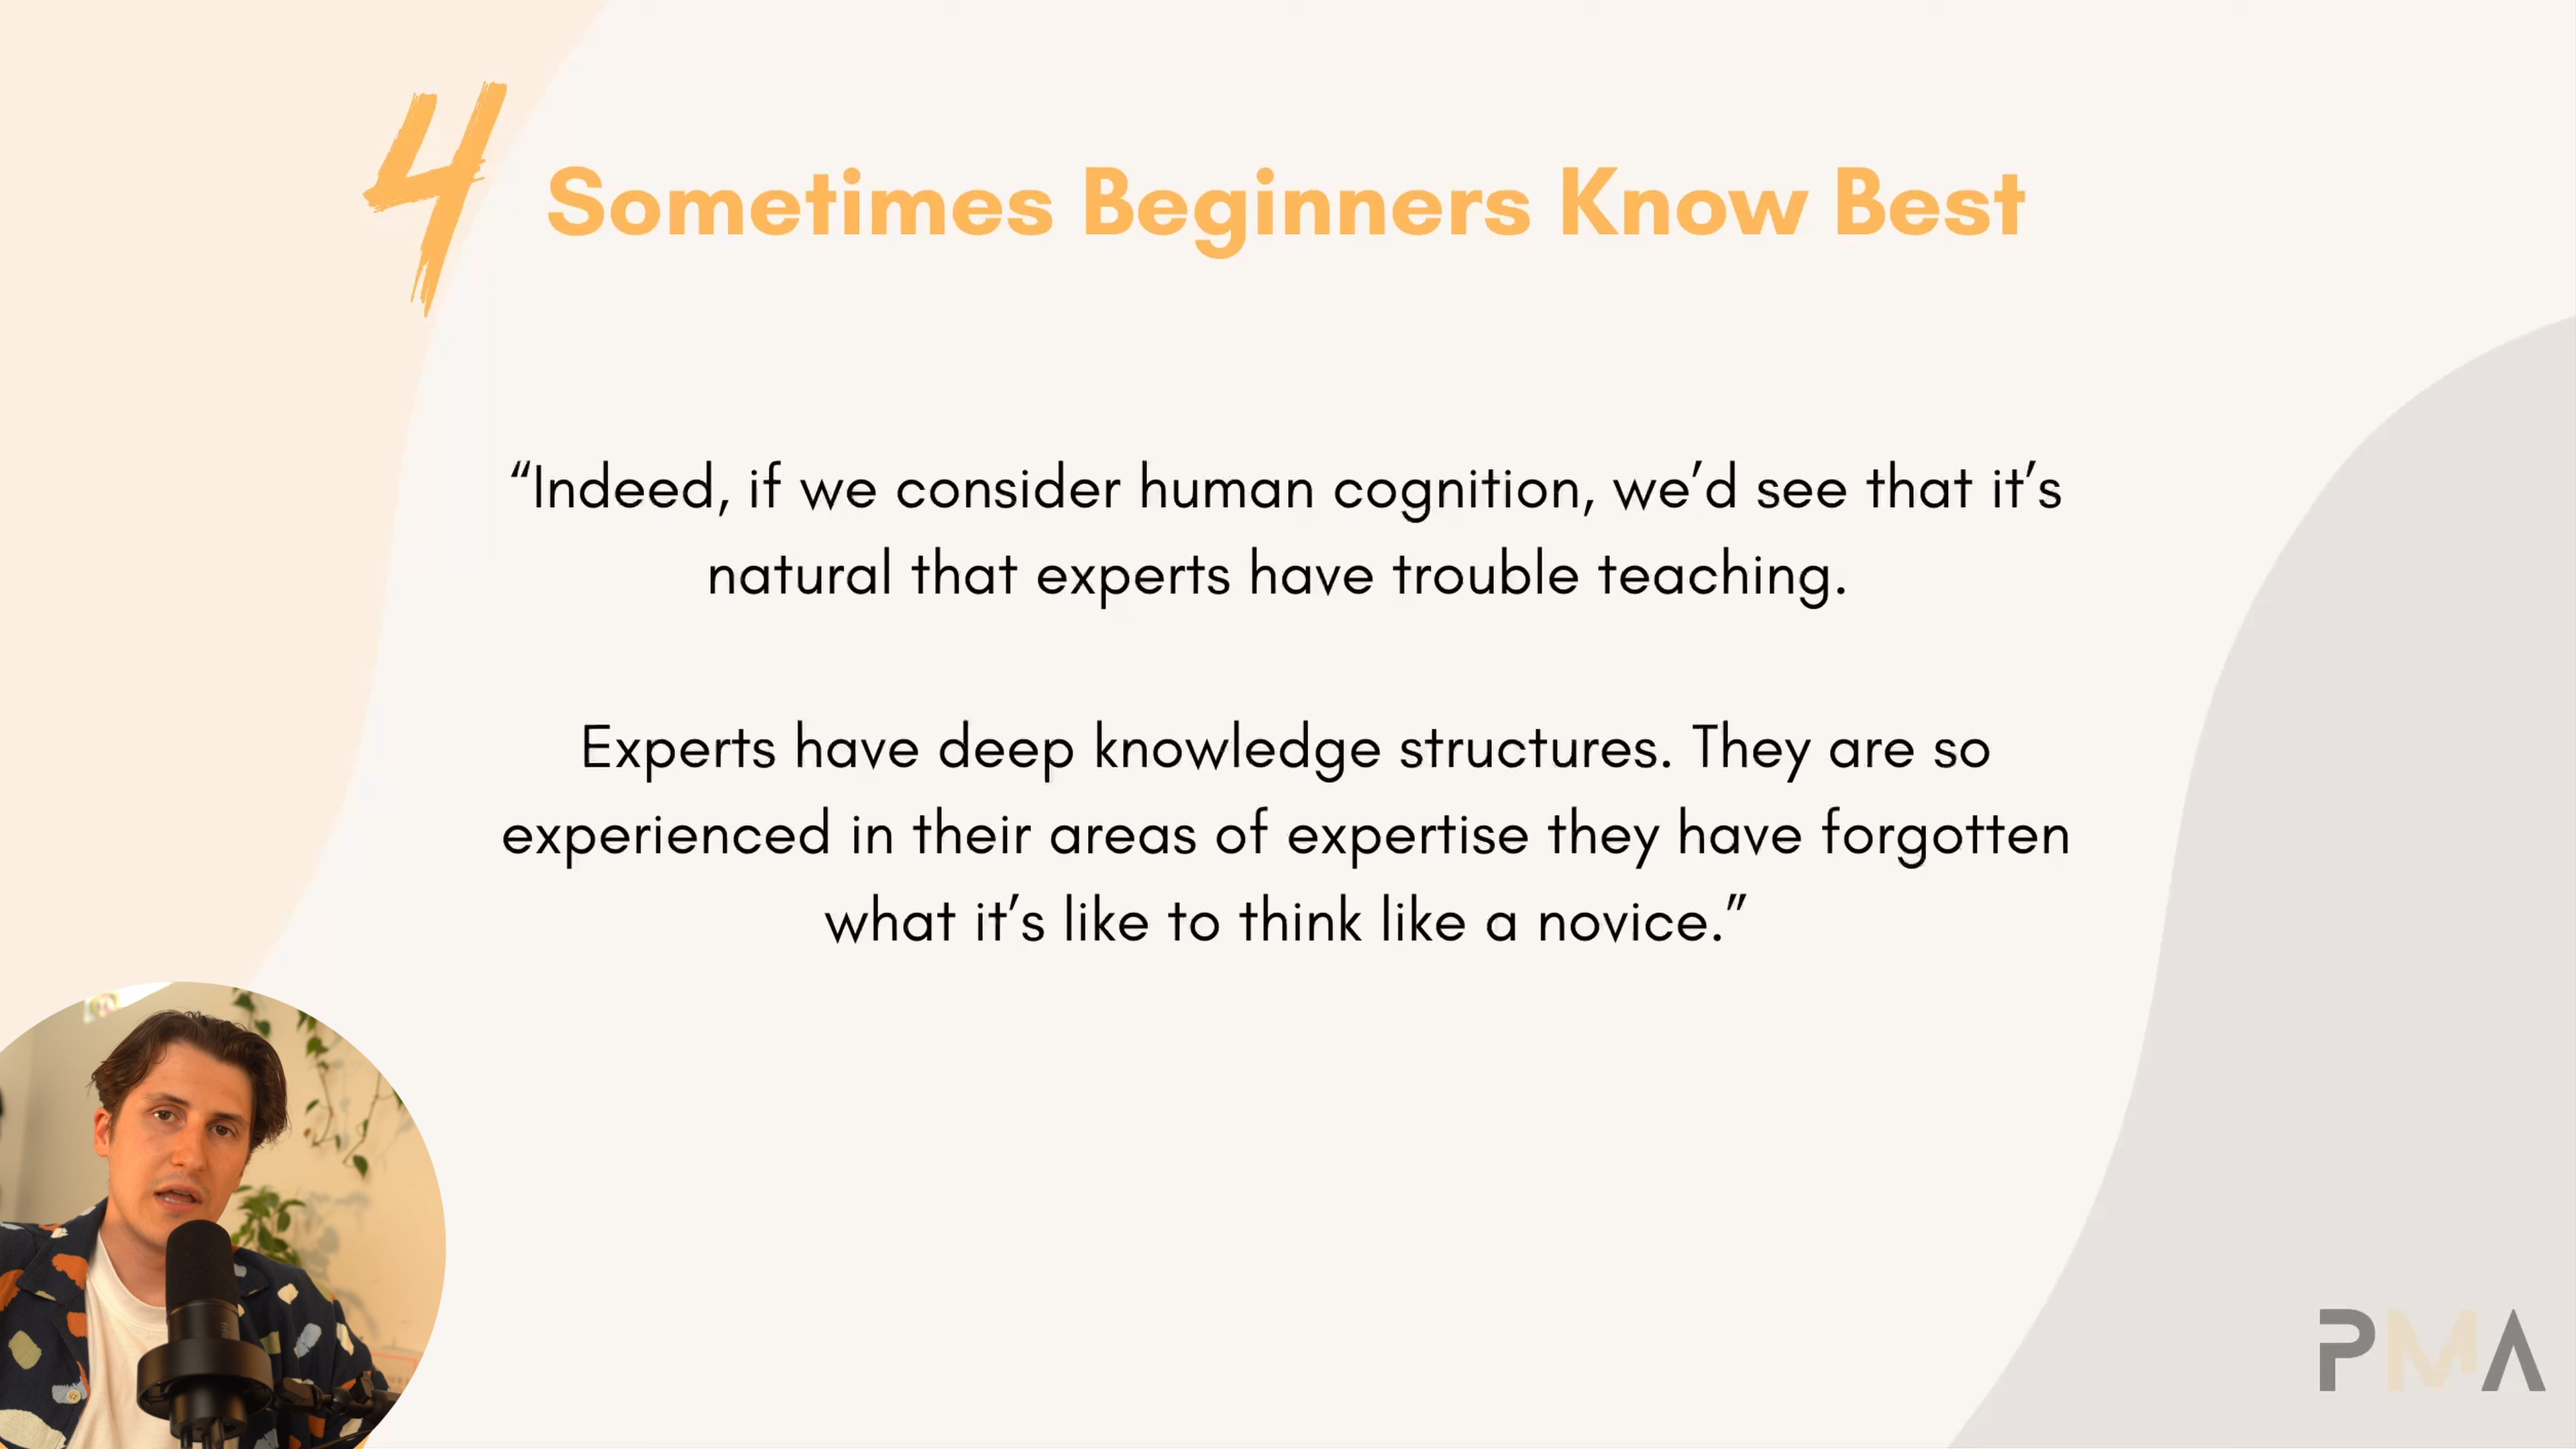 4
Sometimes Beginners Know Best
“Indeed, if we consider human cognition, we’d see that it’s
natural that experts have trouble teaching.
Experts have deep knowledge structures. They are so
experienced in their areas of expertise they have forgotten
what it’s like to think like a novice.”
PMA